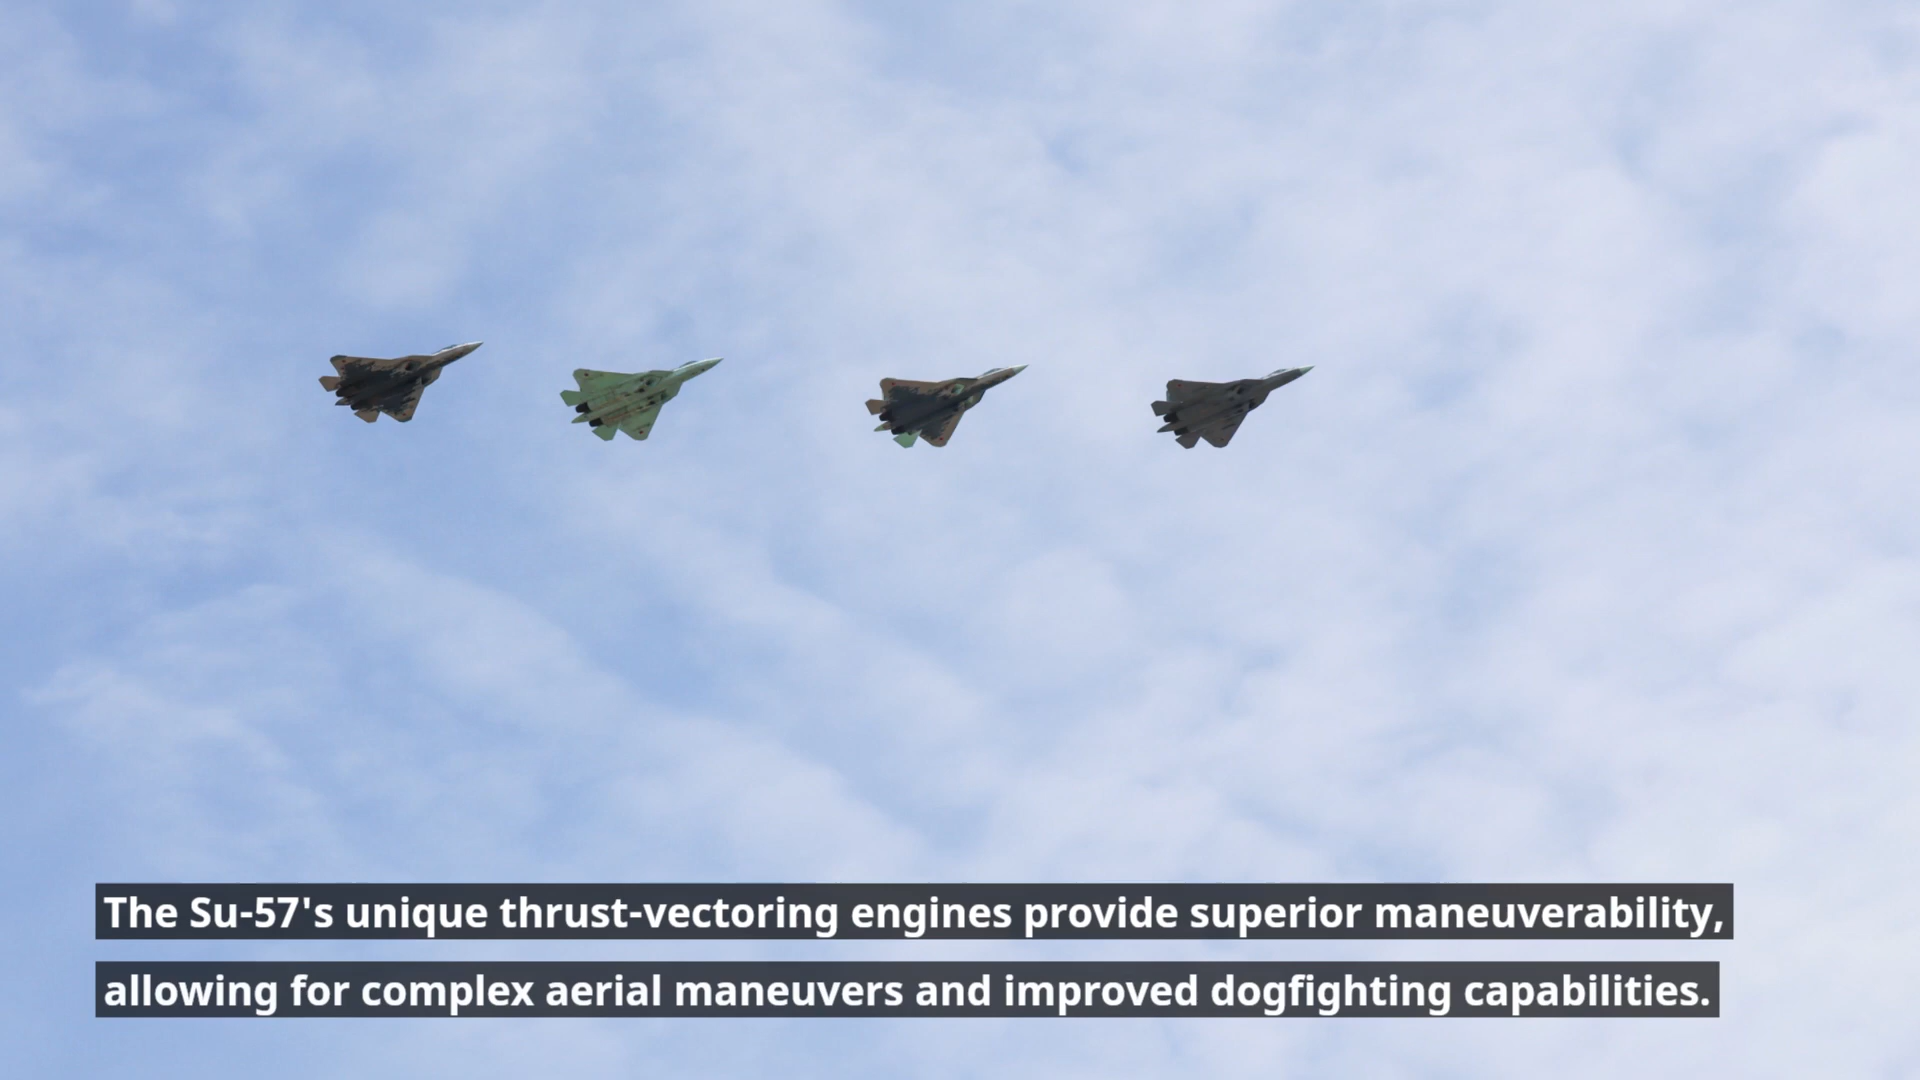 The Su-57's unique thrust-vectoring engines provide superior maneuverability,
allowing for complex aerial maneuvers and improved dogfighting capabilities.